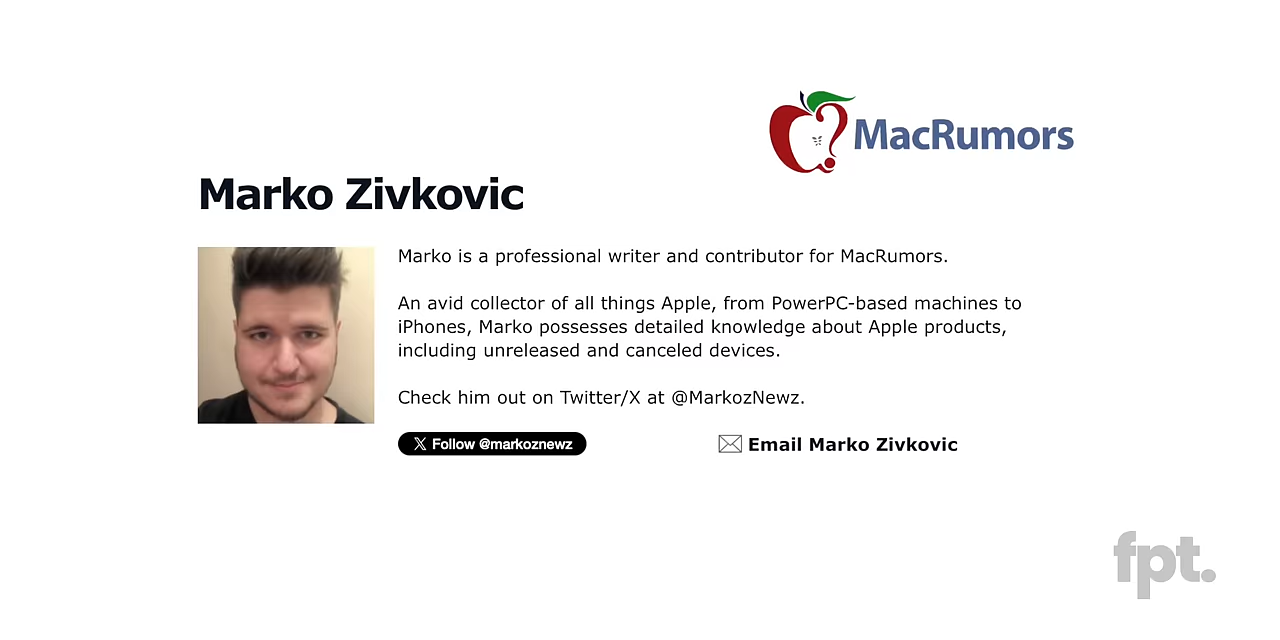 MacRumors
Marko Zivkovic
Marko is a professional writer and contributor for MacRumors.
An avid collector of all things Apple, from PowerPC-based machines to
iPhones, Marko possesses detailed knowledge about Apple products,
including unreleased and canceled devices.
Check him out on Twitter/X at @MarkozNewz.
X Follow @markoznewz
Email Marko Zivkovic
fpt.